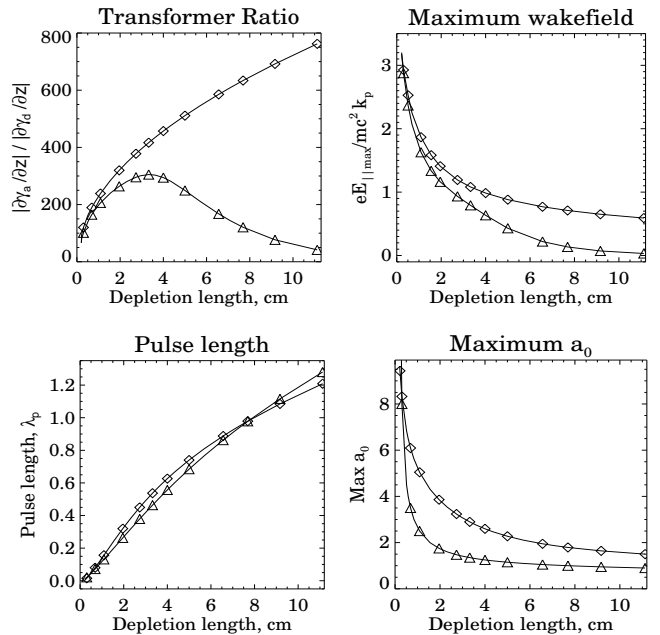 Transformer Ratio
|∂γₐ/∂z| / |∂γ_d/∂z|
800
600
400
200
0
0 2 4 6 8 10
Depletion length, cm
Maximum wakefield
eE_||max/mc² k_p
3
2
1
0
0 2 4 6 8 10
Depletion length, cm
Pulse length
Pulse length, λ_p
1.2
1.0
0.8
0.6
0.4
0.2
0.0
0 2 4 6 8 10
Depletion length, cm
Maximum a₀
Max a₀
8
6
4
2
0
0 2 4 6 8 10
Depletion length, cm